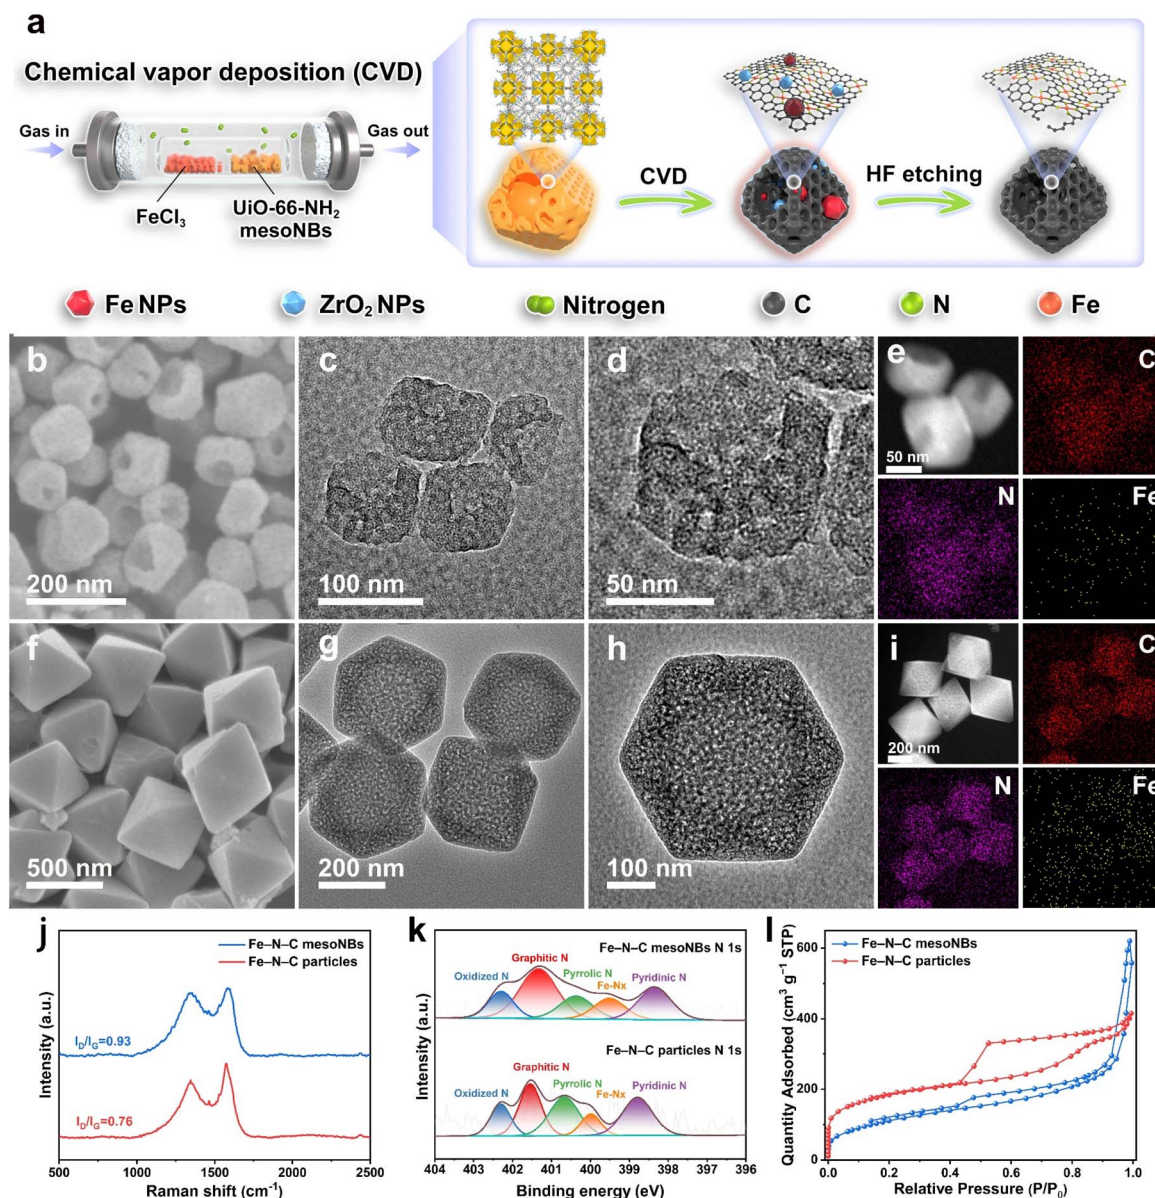 a
Chemical vapor deposition (CVD)
Gas in
Gas out
FeCl₃
UiO-66-NH₂
mesoNBs
CVD
HF etching
Fe NPs
ZrO₂ NPs
Nitrogen
C
N
Fe
b
200 nm
c
100 nm
d
50 nm
e
50 nm
C
N
Fe
f
500 nm
g
200 nm
h
100 nm
i
200 nm
C
N
Fe
j
Fe–N–C mesoNBs
Fe–N–C particles
I_D/I_G=0.93
I_D/I_G=0.76
Intensity (a.u.)
500 1000 1500 2000 2500
Raman shift (cm⁻¹)
k
Fe–N–C mesoNBs N 1s
Oxidized N
Graphitic N
Pyrrolic N
Fe-Nx
Pyridinic N
Fe–N–C particles N 1s
Oxidized N
Graphitic N
Pyrrolic N
Fe-Nx
Pyridinic N
Intensity (a.u.)
404 403 402 401 400 399 398 397 396
Binding energy (eV)
l
Fe–N–C mesoNBs
Fe–N–C particles
Quantity Adsorbed (cm³ g⁻¹ STP)
600
400
200
0
0.0 0.2 0.4 0.6 0.8 1.0
Relative Pressure (P/P₀)